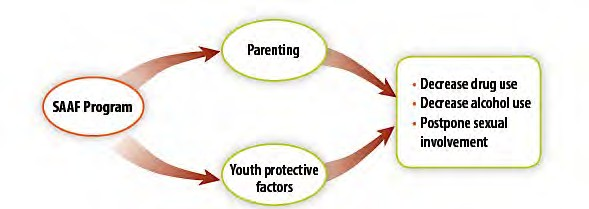 Parenting
SAAF Program
• Decrease drug use
• Decrease alcohol use
• Postpone sexual
involvement
Youth protective
factors